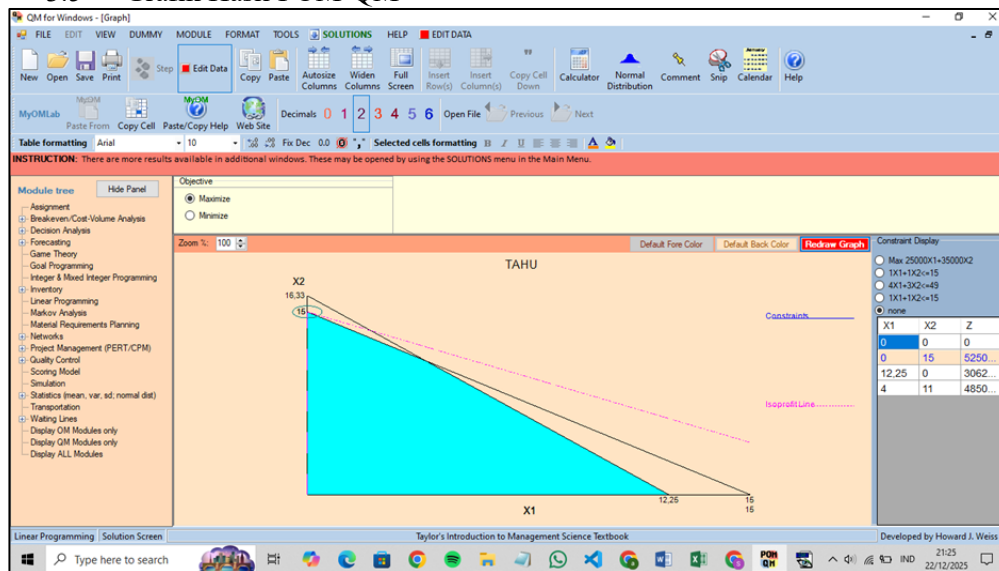 QM for Windows - [Graph]
FILE EDIT VIEW DUMMY MODULE FORMAT TOOLS SOLUTIONS HELP EDIT DATA
New Open Save Print Step Edit Data Copy Paste Autosize Columns Widen Columns Full Screen Insert Row(s) Insert Column(s) Copy Cell Down Calculator Normal Distribution Comment Snip Calendar Help
MyOMLab Paste From Copy Cell Paste/Copy Help Web Site Decimals 0 1 2 3 4 5 6 Open File Previous Next
Table formatting Arial 10 Fix Dec 0.0 Selected cells formatting B I U
INSTRUCTION: There are more results available in additional windows. These may be opened by using the SOLUTIONS menu in the Main Menu.
Module tree Hide Panel
Assignment
Breakeven/Cost-Volume Analysis
Decision Analysis
Forecasting
Game Theory
Goal Programming
Integer & Mixed Integer Programming
Inventory
Linear Programming
Markov Analysis
Material Requirements Planning
Networks
Project Management (PERT/CPM)
Quality Control
Scoring Model
Simulation
Statistics (mean, var, sd; normal dist)
Transportation
Waiting Lines
Display OM Modules only
Display QM Modules only
Display ALL Modules
Objective
Maximize
Minimize
Zoom %: 100 Default Fore Color Default Back Color Redraw Graph
TAHU
X2
16,33
15
Constraints
Isoprofit Line
12,25
15
15
X1
Constraint Display
Max 25000X1+35000X2
1X1+1X2<=15
4X1+3X2<=49
1X1+1X2<=15
none
X1 X2 Z
0 0 0
0 15 5250...
12,25 0 3062...
4 11 4850...
Linear Programming Solution Screen Taylor's Introduction to Management Science Textbook Developed by Howard J. Weiss
Type here to search
IND
21:25
22/12/2025